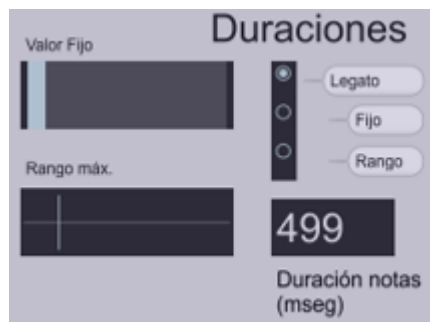 Duraciones
Valor Fijo
Legato
Fijo
Rango
Rango máx.
499
Duración notas
(mseg)